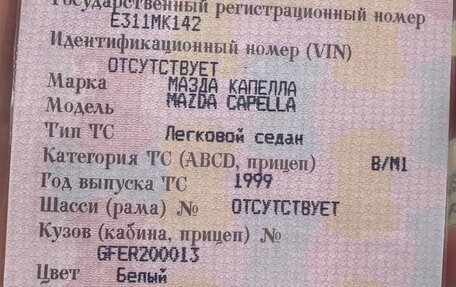 Государственный регистрационный номер
Е311МК142
Идентификационный номер (VIN)
ОТСУТСТВУЕТ
Марка МАЗДА КАПЕЛЛА
Модель MAZDA CAPELLA
Тип ТС Легковой седан
Категория ТС (ABCD, прицеп) B/M1
Год выпуска ТС 1999
Шасси (рама) № ОТСУТСТВУЕТ
Кузов (кабина, прицеп) №
GFER200013
Цвет Белый